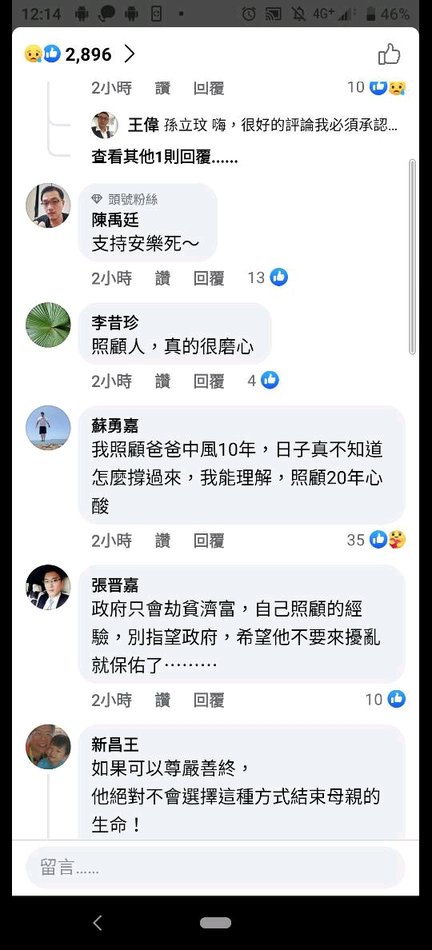 12:14
4G+
46%
2,896
2小時 讚 回覆 10
王偉 孫立玟 嗨，很好的評論我必須承認...
查看其他1則回覆......
頭號粉絲
陳禹廷
支持安樂死～
2小時 讚 回覆 13
李昔珍
照顧人，真的很磨心
2小時 讚 回覆 4
蘇勇嘉
我照顧爸爸中風10年，日子真不知道
怎麼撐過來，我能理解，照顧20年心
酸
2小時 讚 回覆 35
張晋嘉
政府只會劫貧濟富，自己照顧的經
驗，別指望政府，希望他不要來擾亂
就保佑了………
2小時 讚 回覆 10
新昌王
如果可以尊嚴善終，
他絕對不會選擇這種方式結束母親的
生命！
留言......